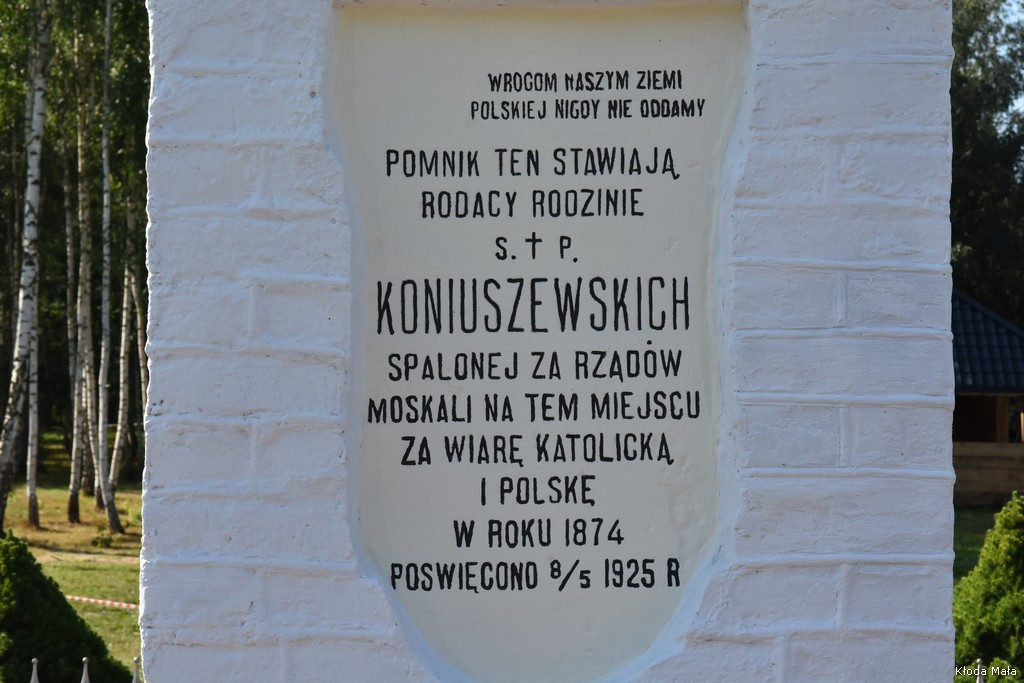 WROGOM NASZYM ZIEMI
POLSKIEJ NIGDY NIE ODDAMY
POMNIK TEN STAWIAJĄ
RODACY RODZINIE
S. ✝ P.
KONIUSZEWSKICH
SPALONEJ ZA RZĄDÓW
MOSKALI NA TEM MIEJSCU
ZA WIARĘ KATOLICKĄ
I POLSKĘ
W ROKU 1874
POSWIĘCONO 8/5 1925 R
Kłoda Mała